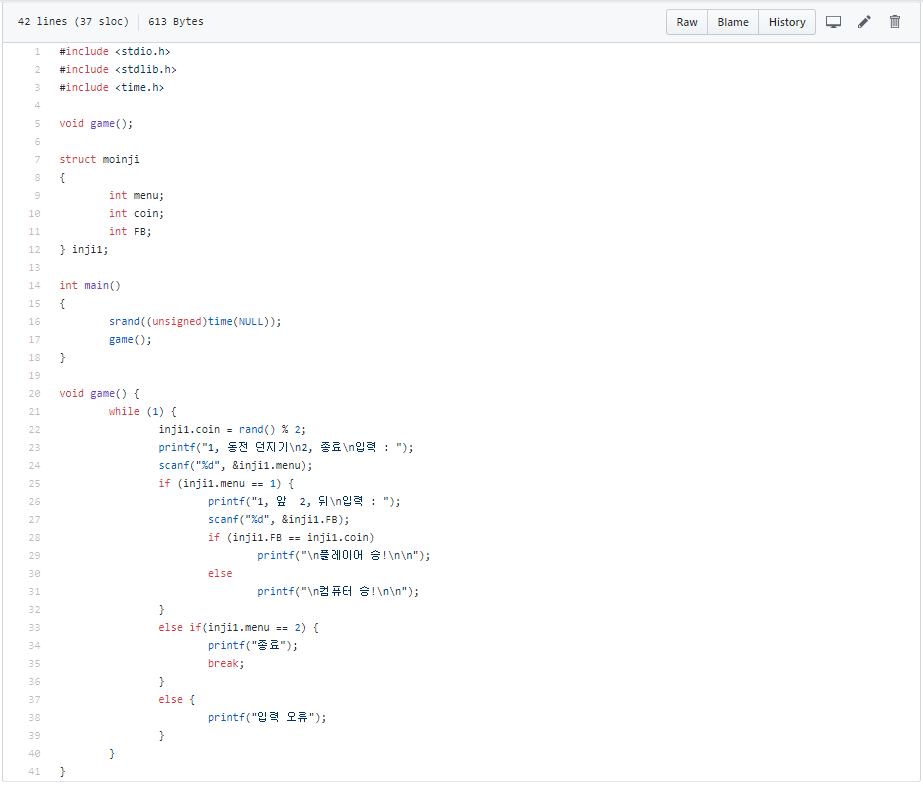 42 lines (37 sloc) 613 Bytes Raw Blame History
1 #include <stdio.h>
2 #include <stdlib.h>
3 #include <time.h>
4
5 void game();
6
7 struct moinji
8 {
9 int menu;
10 int coin;
11 int FB;
12 } inji1;
13
14 int main()
15 {
16 srand((unsigned)time(NULL));
17 game();
18 }
19
20 void game() {
21 while (1) {
22 inji1.coin = rand() % 2;
23 printf("1, 동전 던지기\n2, 종료\n입력 : ");
24 scanf("%d", &inji1.menu);
25 if (inji1.menu == 1) {
26 printf("1, 앞  2, 뒤\n입력 : ");
27 scanf("%d", &inji1.FB);
28 if (inji1.FB == inji1.coin)
29 printf("\n플레이어 승!\n\n");
30 else
31 printf("\n컴퓨터 승!\n\n");
32 }
33 else if(inji1.menu == 2) {
34 printf("종료");
35 break;
36 }
37 else {
38 printf("입력 오류");
39 }
40 }
41 }